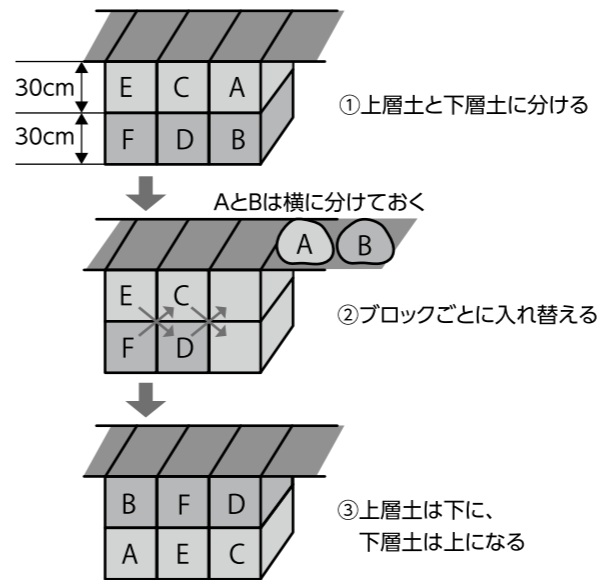 30cm
E C A
①上層土と下層土に分ける
30cm
F D B
AとBは横に分けておく
A B
E C
②ブロックごとに入れ替える
F D
B F D
③上層土は下に、
A E C
下層土は上になる